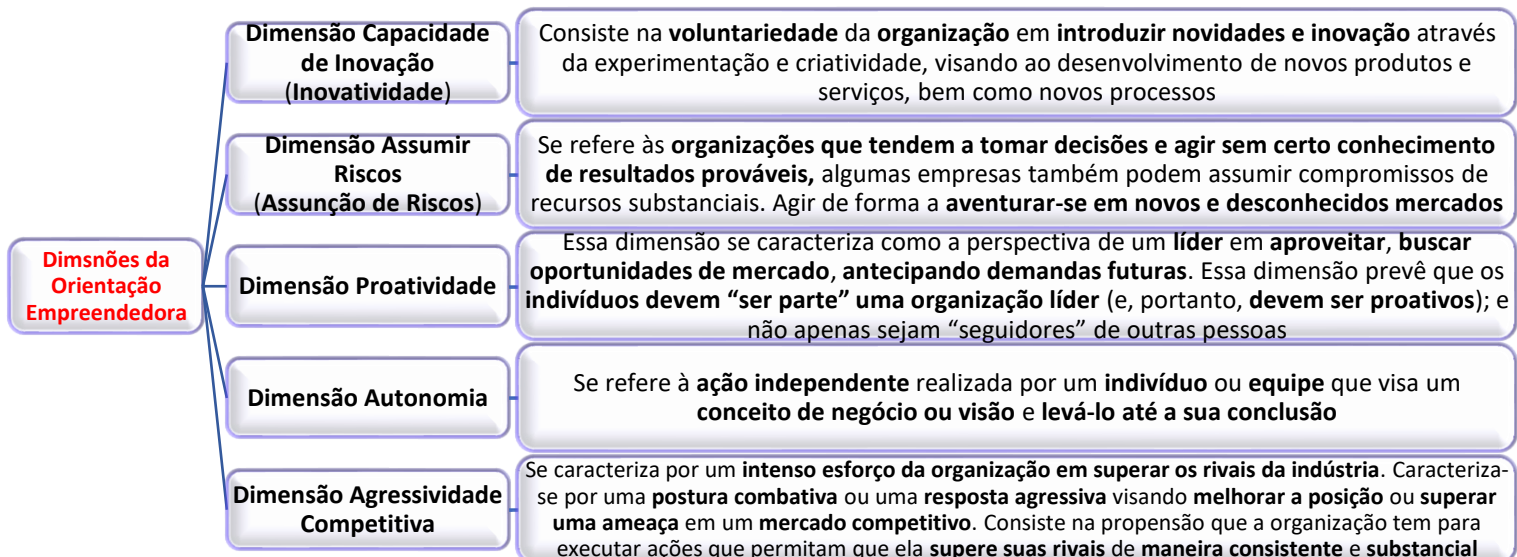 Dimsnões da
Orientação
Empreendedora
Dimensão Capacidade
de Inovação
(Inovatividade)
Consiste na voluntariedade da organização em introduzir novidades e inovação através
da experimentação e criatividade, visando ao desenvolvimento de novos produtos e
serviços, bem como novos processos
Dimensão Assumir
Riscos
(Assunção de Riscos)
Se refere às organizações que tendem a tomar decisões e agir sem certo conhecimento
de resultados prováveis, algumas empresas também podem assumir compromissos de
recursos substanciais. Agir de forma a aventurar-se em novos e desconhecidos mercados
Dimensão Proatividade
Essa dimensão se caracteriza como a perspectiva de um líder em aproveitar, buscar
oportunidades de mercado, antecipando demandas futuras. Essa dimensão prevê que os
indivíduos devem “ser parte” uma organização líder (e, portanto, devem ser proativos); e
não apenas sejam “seguidores” de outras pessoas
Dimensão Autonomia
Se refere à ação independente realizada por um indivíduo ou equipe que visa um
conceito de negócio ou visão e levá-lo até a sua conclusão
Dimensão Agressividade
Competitiva
Se caracteriza por um intenso esforço da organização em superar os rivais da indústria. Caracteriza-
se por uma postura combativa ou uma resposta agressiva visando melhorar a posição ou superar
uma ameaça em um mercado competitivo. Consiste na propensão que a organização tem para
executar ações que permitam que ela supere suas rivais de maneira consistente e substancial